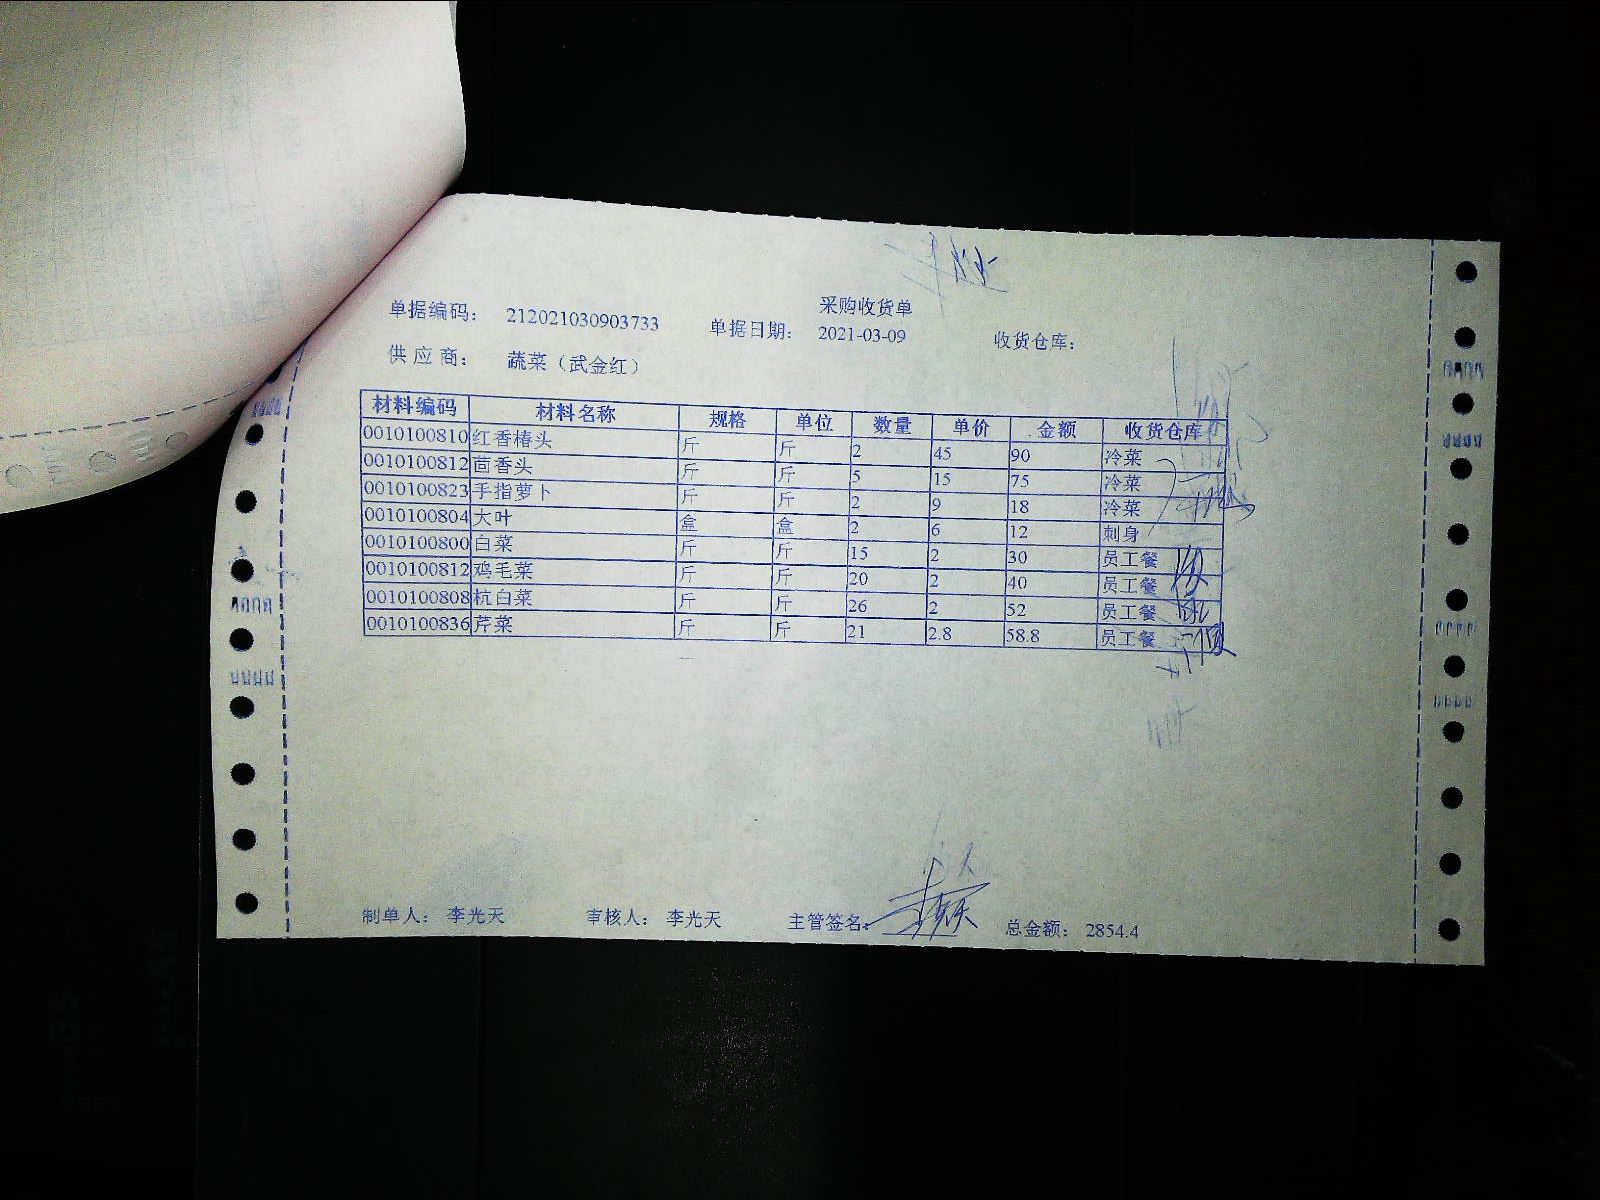 采购收货单
单据编码： 212021030903733 单据日期： 2021-03-09 收货仓库：
供 应 商： 蔬菜（武金红）
材料编码 材料名称 规格 单位 数量 单价 金额 收货仓库
0010100810 红香椿头 斤 斤 2 45 90 冷菜
0010100812 茴香头 斤 斤 5 15 75 冷菜
0010100823 手指萝卜 斤 斤 2 9 18 冷菜
0010100804 大叶 盒 盒 2 6 12 刺身
0010100800 白菜 斤 斤 15 2 30 员工餐
0010100812 鸡毛菜 斤 斤 20 2 40 员工餐
0010100808 杭白菜 斤 斤 26 2 52 员工餐
0010100836 芹菜 斤 斤 21 2.8 58.8 员工餐
制单人： 李光天 审核人： 李光天 主管签名： 总金额： 2854.4